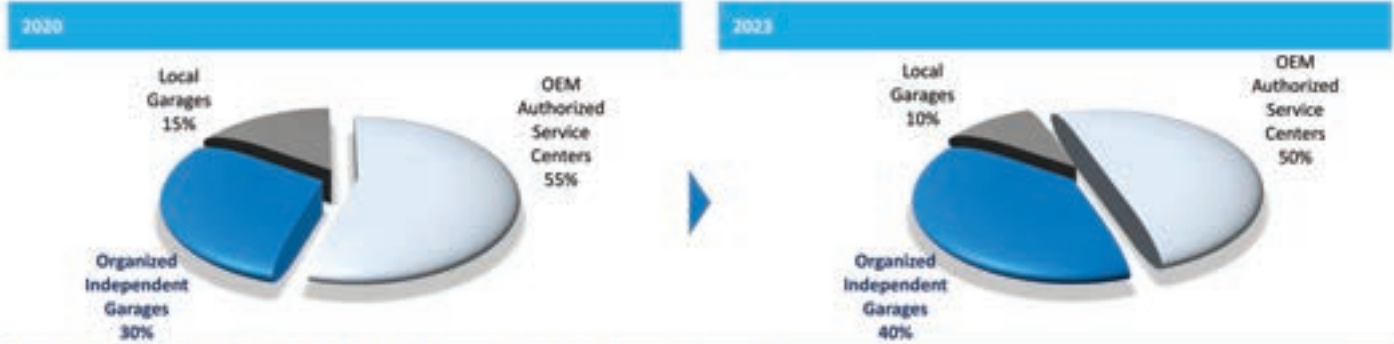 2020
Local
Garages
15%
OEM
Authorized
Service
Centers
55%
Organized
Independent
Garages
30%
2023
Local
Garages
10%
OEM
Authorized
Service
Centers
50%
Organized
Independent
Garages
40%